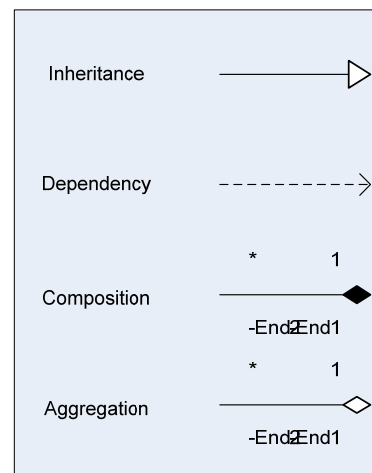 Inheritance
Dependency
* 1
Composition
-End2 -End1
* 1
Aggregation
-End2 -End1